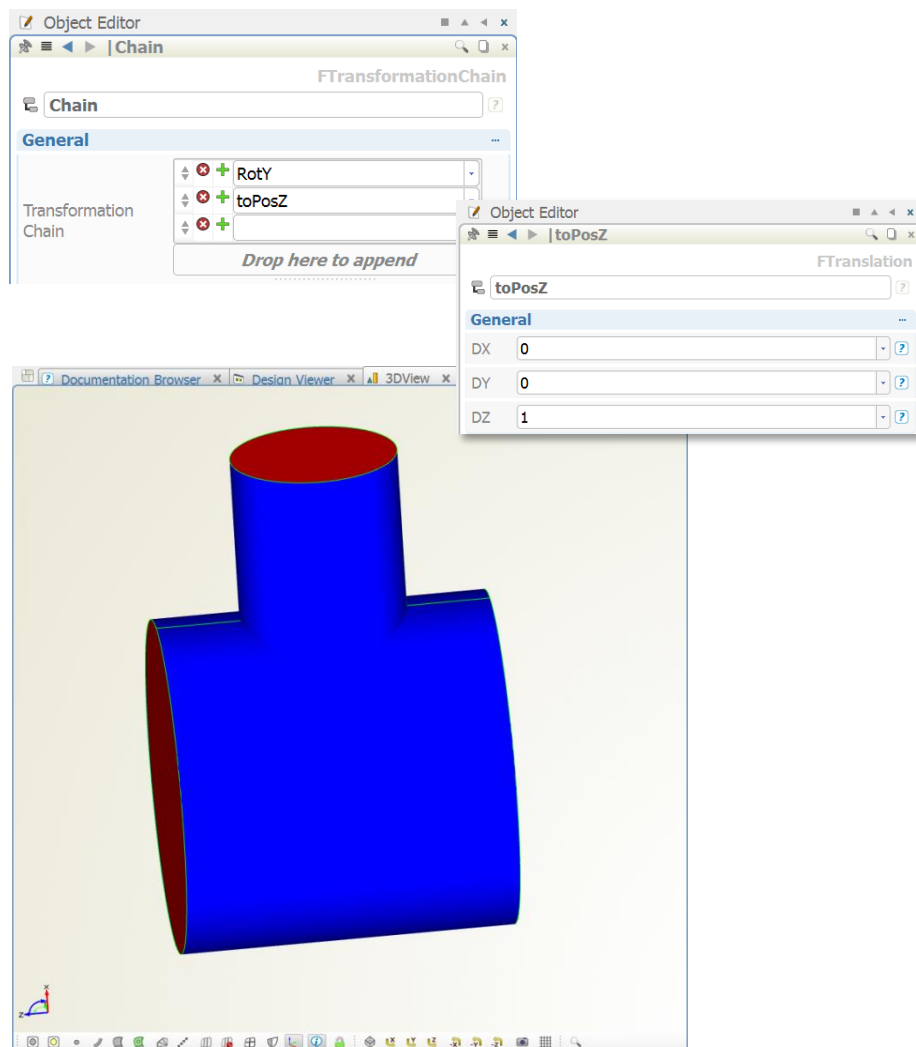 Object Editor
|Chain
FTransformationChain
Chain
General
Transformation
Chain
RotY
toPosZ
Drop here to append
Object Editor
|toPosZ
FTranslation
toPosZ
General
DX 0
DY 0
DZ 1
Documentation Browser Design Viewer 3DView
x
z